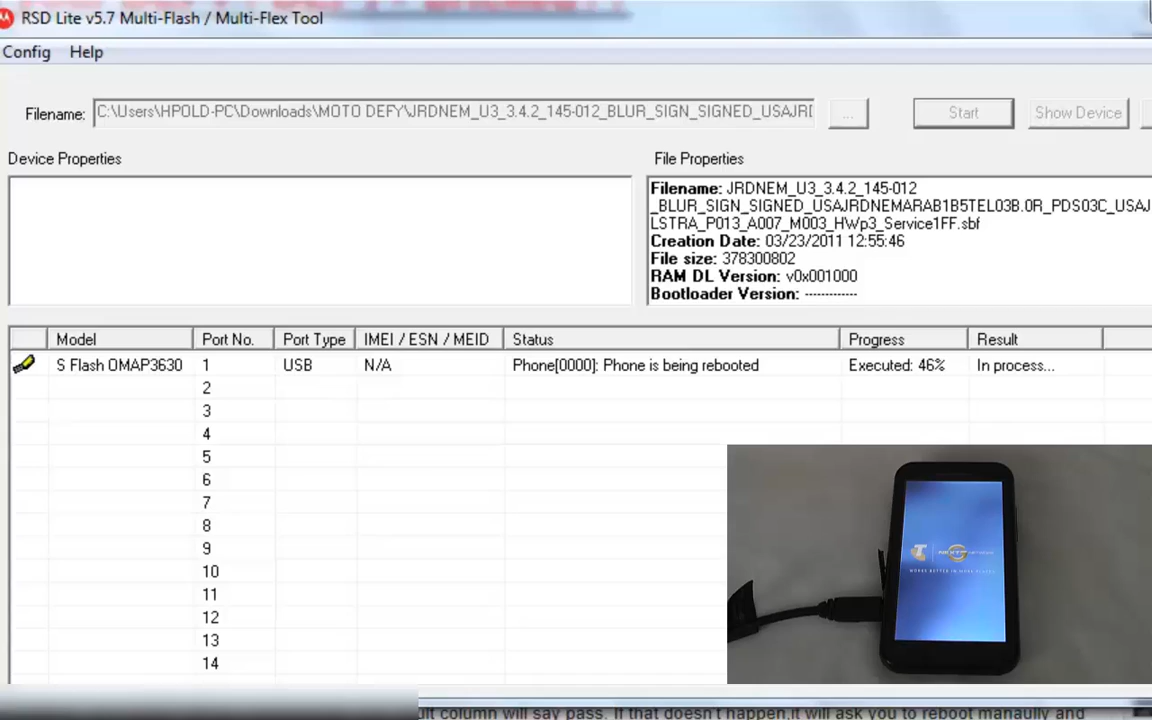 RSD Lite v5.7 Multi-Flash / Multi-Flex Tool
Config Help
Filename: C:\Users\HPOLD-PC\Downloads\MOTO DEFY\JRDNEM_U3_3.4.2_145-012_BLUR_SIGN_SIGNED_USAJRD ... Start Show Device
Device Properties File Properties
Filename: JRDNEM_U3_3.4.2_145-012
_BLUR_SIGN_SIGNED_USAJRDNEMARAB1B5TEL03B.0R_PDS03C_USAJ
LSTRA_P013_A007_M003_HWp3_Service1FF.sbf
Creation Date: 03/23/2011 12:55:46
File size: 378300802
RAM DL Version: v0x001000
Bootloader Version: ------------
Model Port No. Port Type IMEI / ESN / MEID Status Progress Result
S Flash OMAP3630 1 USB N/A Phone[0000]: Phone is being rebooted Executed: 46% In process...
2
3
4
5
6
7
8
9
10
11
12
13
14
T NEXT G NETWORK
ult column will say pass. If that doesn't happen,it will ask you to reboot manaully and